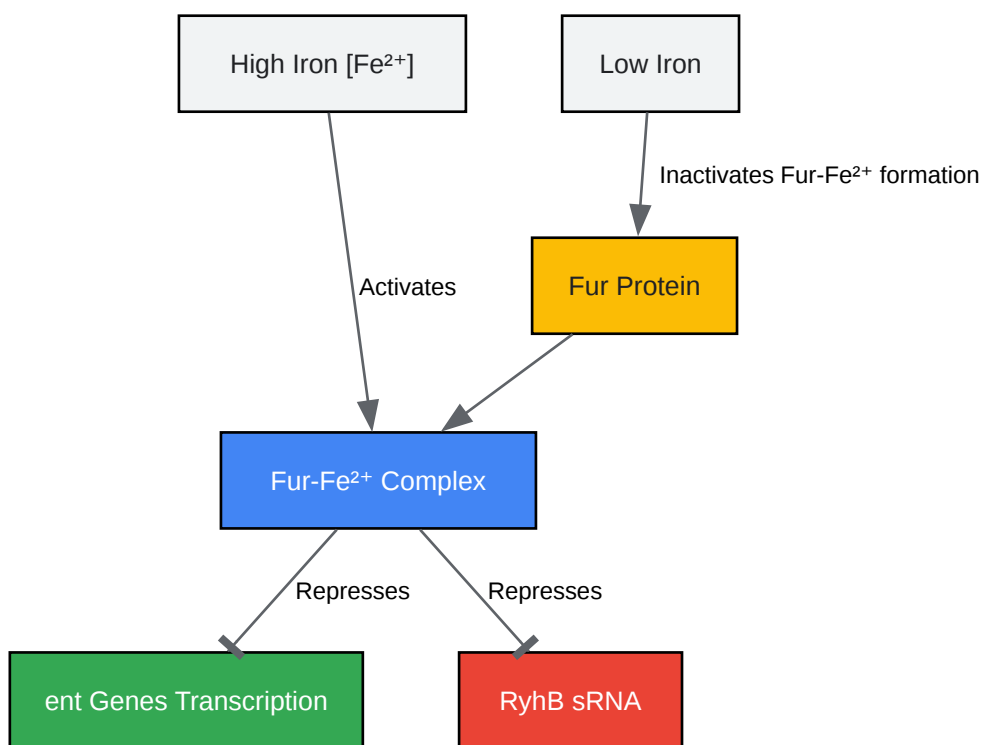 High Iron [Fe²⁺]
Low Iron
Inactivates Fur-Fe²⁺ formation
Fur Protein
Activates
Fur-Fe²⁺ Complex
Represses
Represses
ent Genes Transcription
RyhB sRNA